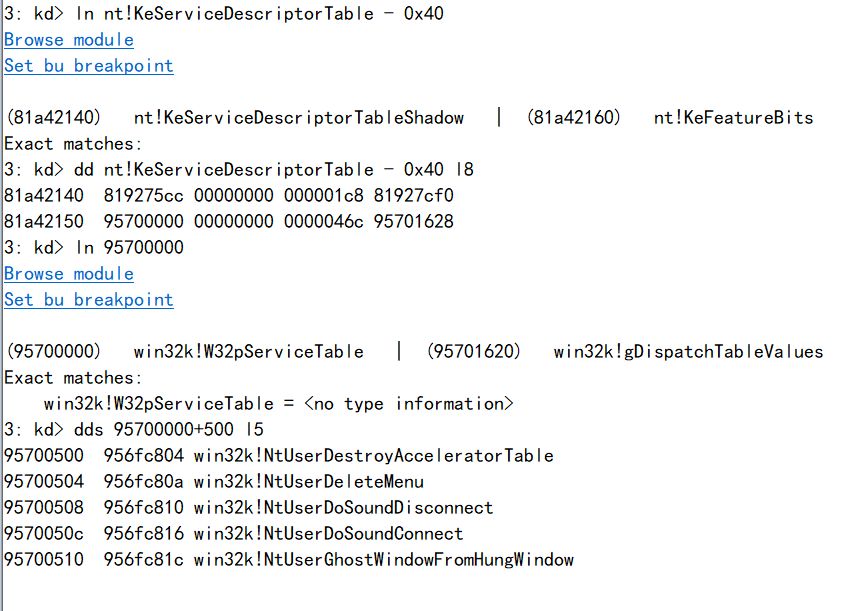 3: kd> ln nt!KeServiceDescriptorTable - 0x40
Browse module
Set bu breakpoint
(81a42140)   nt!KeServiceDescriptorTableShadow   |  (81a42160)   nt!KeFeatureBits
Exact matches:
3: kd> dd nt!KeServiceDescriptorTable - 0x40 l8
81a42140  819275cc 00000000 000001c8 81927cf0
81a42150  95700000 00000000 0000046c 95701628
3: kd> ln 95700000
Browse module
Set bu breakpoint
(95700000)   win32k!W32pServiceTable   |  (95701620)   win32k!gDispatchTableValues
Exact matches:
    win32k!W32pServiceTable = <no type information>
3: kd> dds 95700000+500 l5
95700500  956fc804 win32k!NtUserDestroyAcceleratorTable
95700504  956fc80a win32k!NtUserDeleteMenu
95700508  956fc810 win32k!NtUserDoSoundDisconnect
9570050c  956fc816 win32k!NtUserDoSoundConnect
95700510  956fc81c win32k!NtUserGhostWindowFromHungWindow